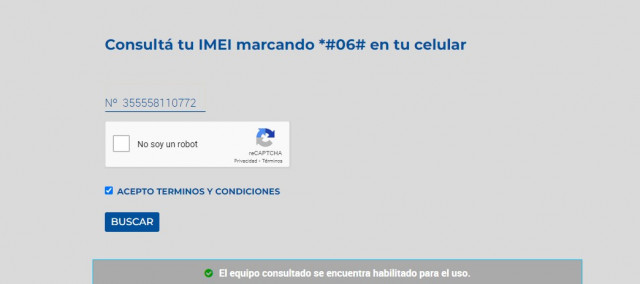 Consultá tu IMEI marcando *#06# en tu celular
Nº 355558110772
No soy un robot
reCAPTCHA
Privacidad - Términos
ACEPTO TERMINOS Y CONDICIONES
BUSCAR
El equipo consultado se encuentra habilitado para el uso.